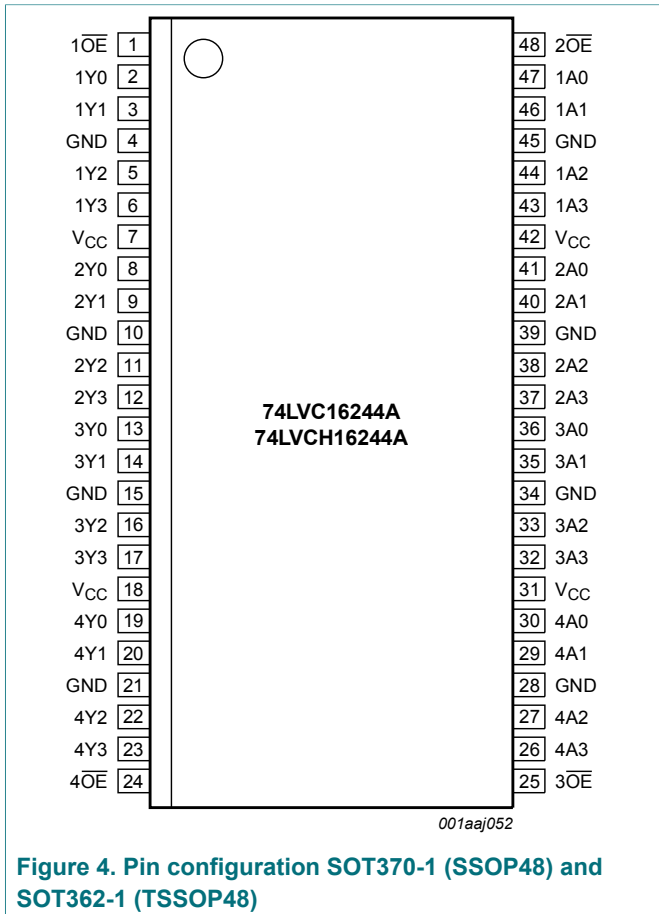 1O̅E̅ 1 48 2O̅E̅
1Y0 2 47 1A0
1Y1 3 46 1A1
GND 4 45 GND
1Y2 5 44 1A2
1Y3 6 43 1A3
VCC 7 42 VCC
2Y0 8 41 2A0
2Y1 9 40 2A1
GND 10 39 GND
2Y2 11 38 2A2
2Y3 12 37 2A3
74LVC16244A
74LVCH16244A
3Y0 13 36 3A0
3Y1 14 35 3A1
GND 15 34 GND
3Y2 16 33 3A2
3Y3 17 32 3A3
VCC 18 31 VCC
4Y0 19 30 4A0
4Y1 20 29 4A1
GND 21 28 GND
4Y2 22 27 4A2
4Y3 23 26 4A3
4O̅E̅ 24 25 3O̅E̅
001aaj052
Figure 4. Pin configuration SOT370-1 (SSOP48) and
SOT362-1 (TSSOP48)